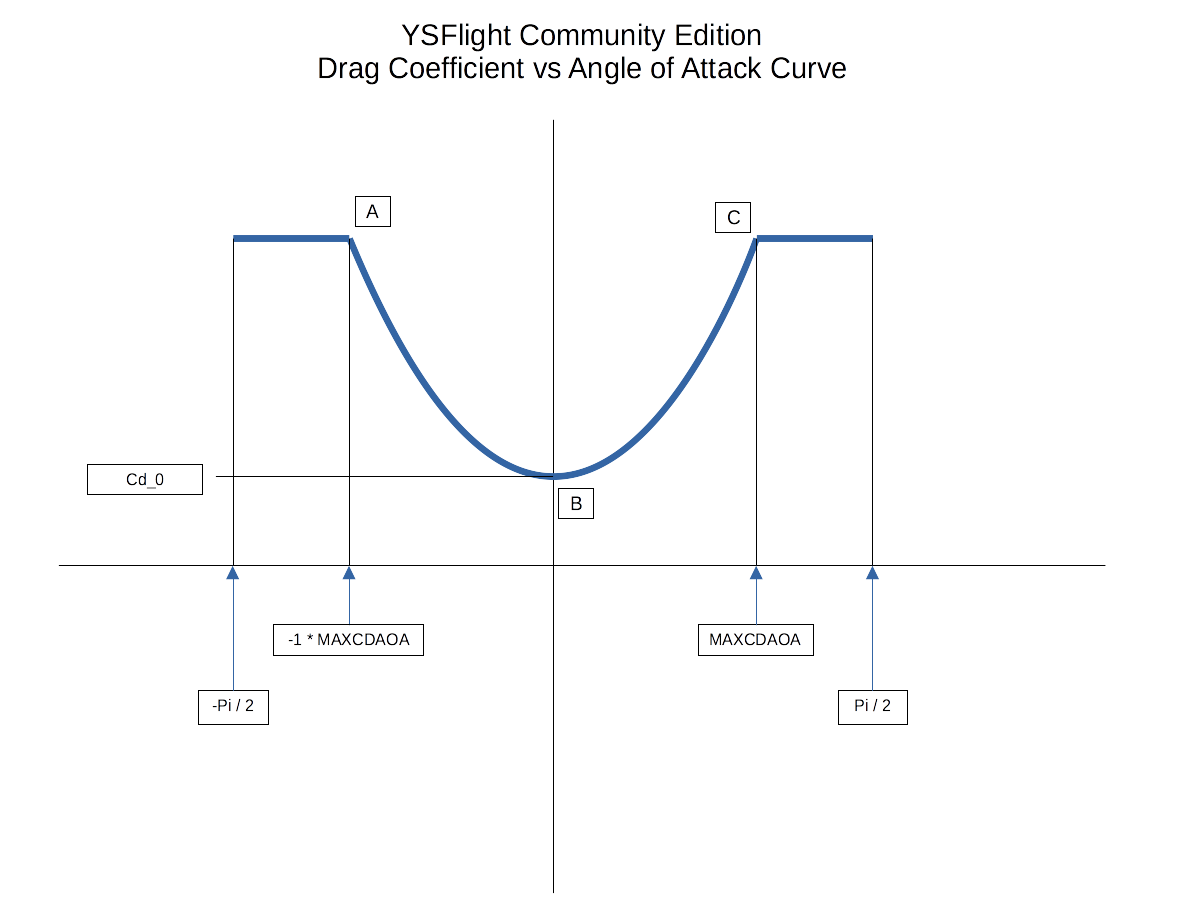 YSFlight Community Edition
Drag Coefficient vs Angle of Attack Curve
A
C
Cd_0
B
-1 * MAXCDAOA
MAXCDAOA
-Pi / 2
Pi / 2